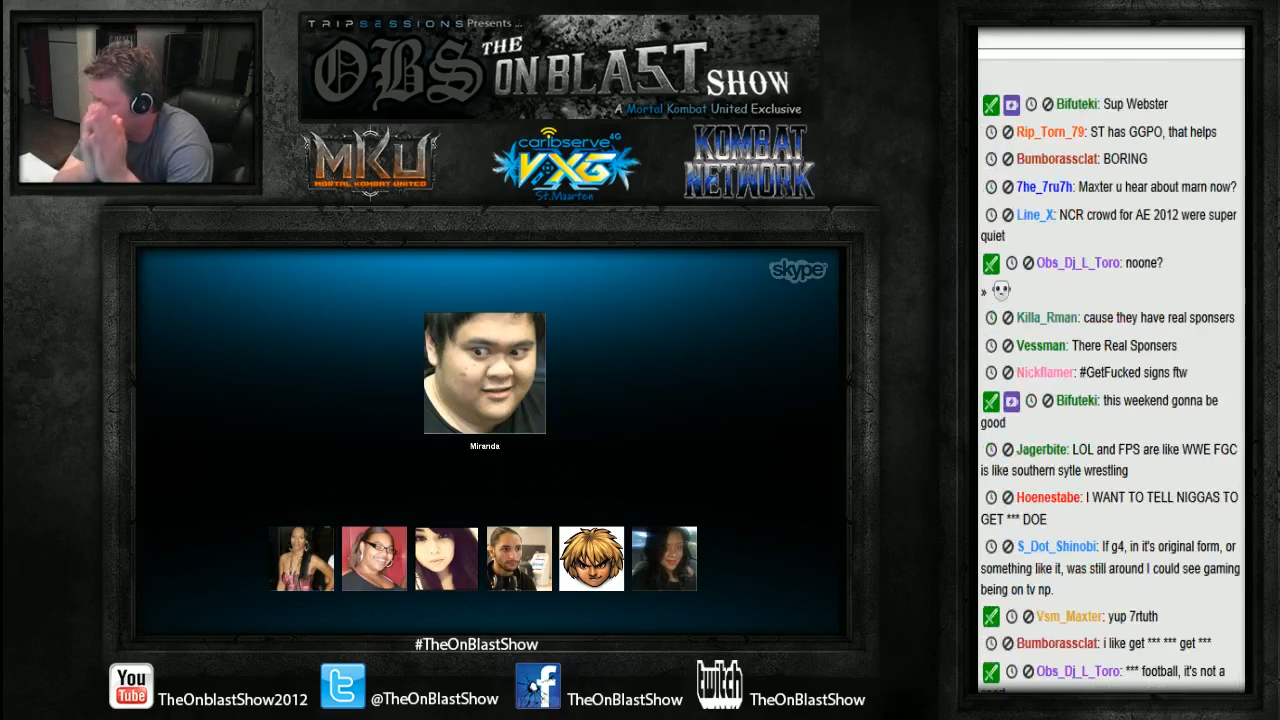 TRIPSESSIONS Presents ...
OBS THE ON BLAST SHOW
A Mortal Kombat United Exclusive
MKU
MORTAL KOMBAT UNITED
caribserve 4G
VXG
St.Maarten
KOMBAT
NETWORK
skype
Miranda
#TheOnBlastShow
You
Tube
TheOnblastShow2012
@TheOnBlastShow
TheOnBlastShow
twitch
TheOnBlastShow
Bifuteki: Sup Webster
Rip_Torn_79: ST has GGPO, that helps
Bumborassclat: BORING
7he_7ru7h: Maxter u hear about marn now?
Line_X: NCR crowd for AE 2012 were super
quiet
Obs_Dj_L_Toro: noone?
»
Killa_Rman: cause they have real sponsers
Vessman: There Real Sponsers
Nickflamer: #GetFucked signs ftw
Bifuteki: this weekend gonna be
good
Jagerbite: LOL and FPS are like WWE FGC
is like southern sytle wrestling
Hoenestabe: I WANT TO TELL NIGGAS TO
GET *** DOE
S_Dot_Shinobi: If g4, in it's original form, or
something like it, was still around I could see gaming
being on tv np.
Vsm_Maxter: yup 7rtuth
Bumborassclat: i like get *** *** get ***
Obs_Dj_L_Toro: *** football, it's not a